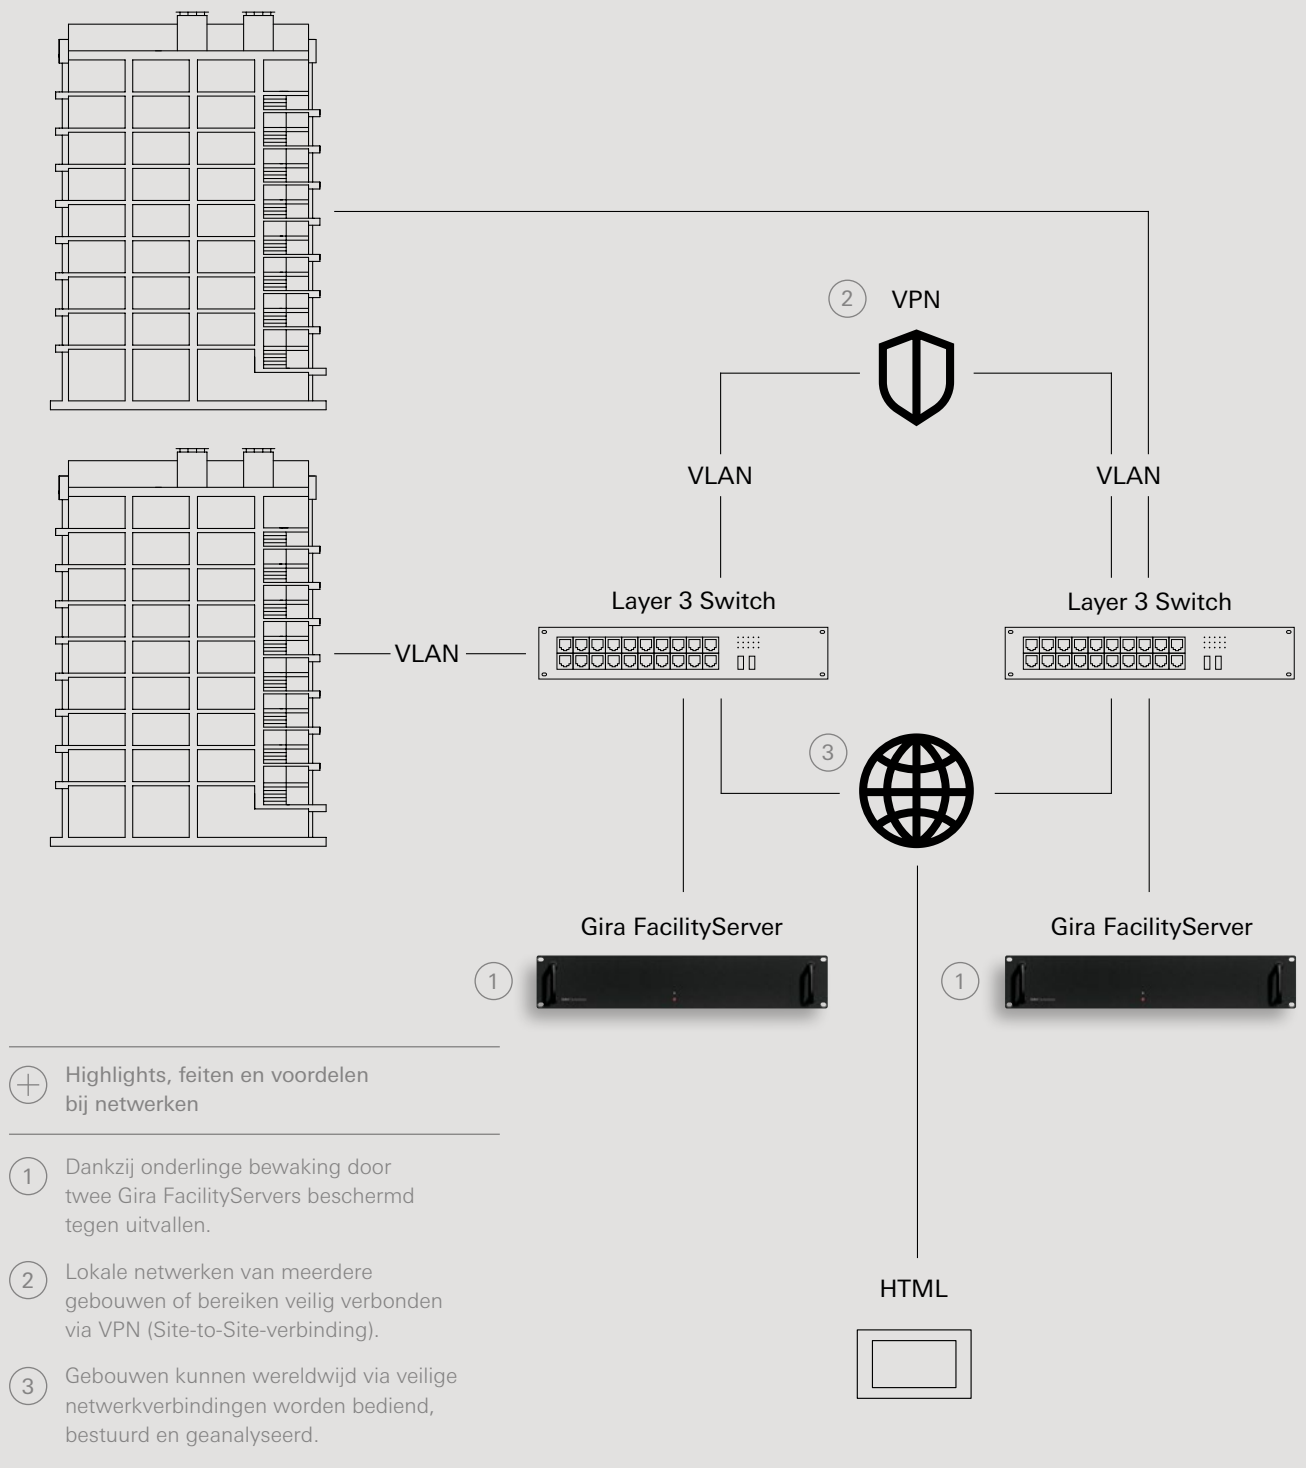 2 VPN
VLAN
VLAN
Layer 3 Switch
Layer 3 Switch
VLAN
3
Gira FacilityServer
Gira FacilityServer
1
1
Highlights, feiten en voordelen
bij netwerken
1 Dankzij onderlinge bewaking door
twee Gira FacilityServers beschermd
tegen uitvallen.
2 Lokale netwerken van meerdere
gebouwen of bereiken veilig verbonden
via VPN (Site-to-Site-verbinding).
3 Gebouwen kunnen wereldwijd via veilige
netwerkverbindingen worden bediend,
bestuurd en geanalyseerd.
HTML